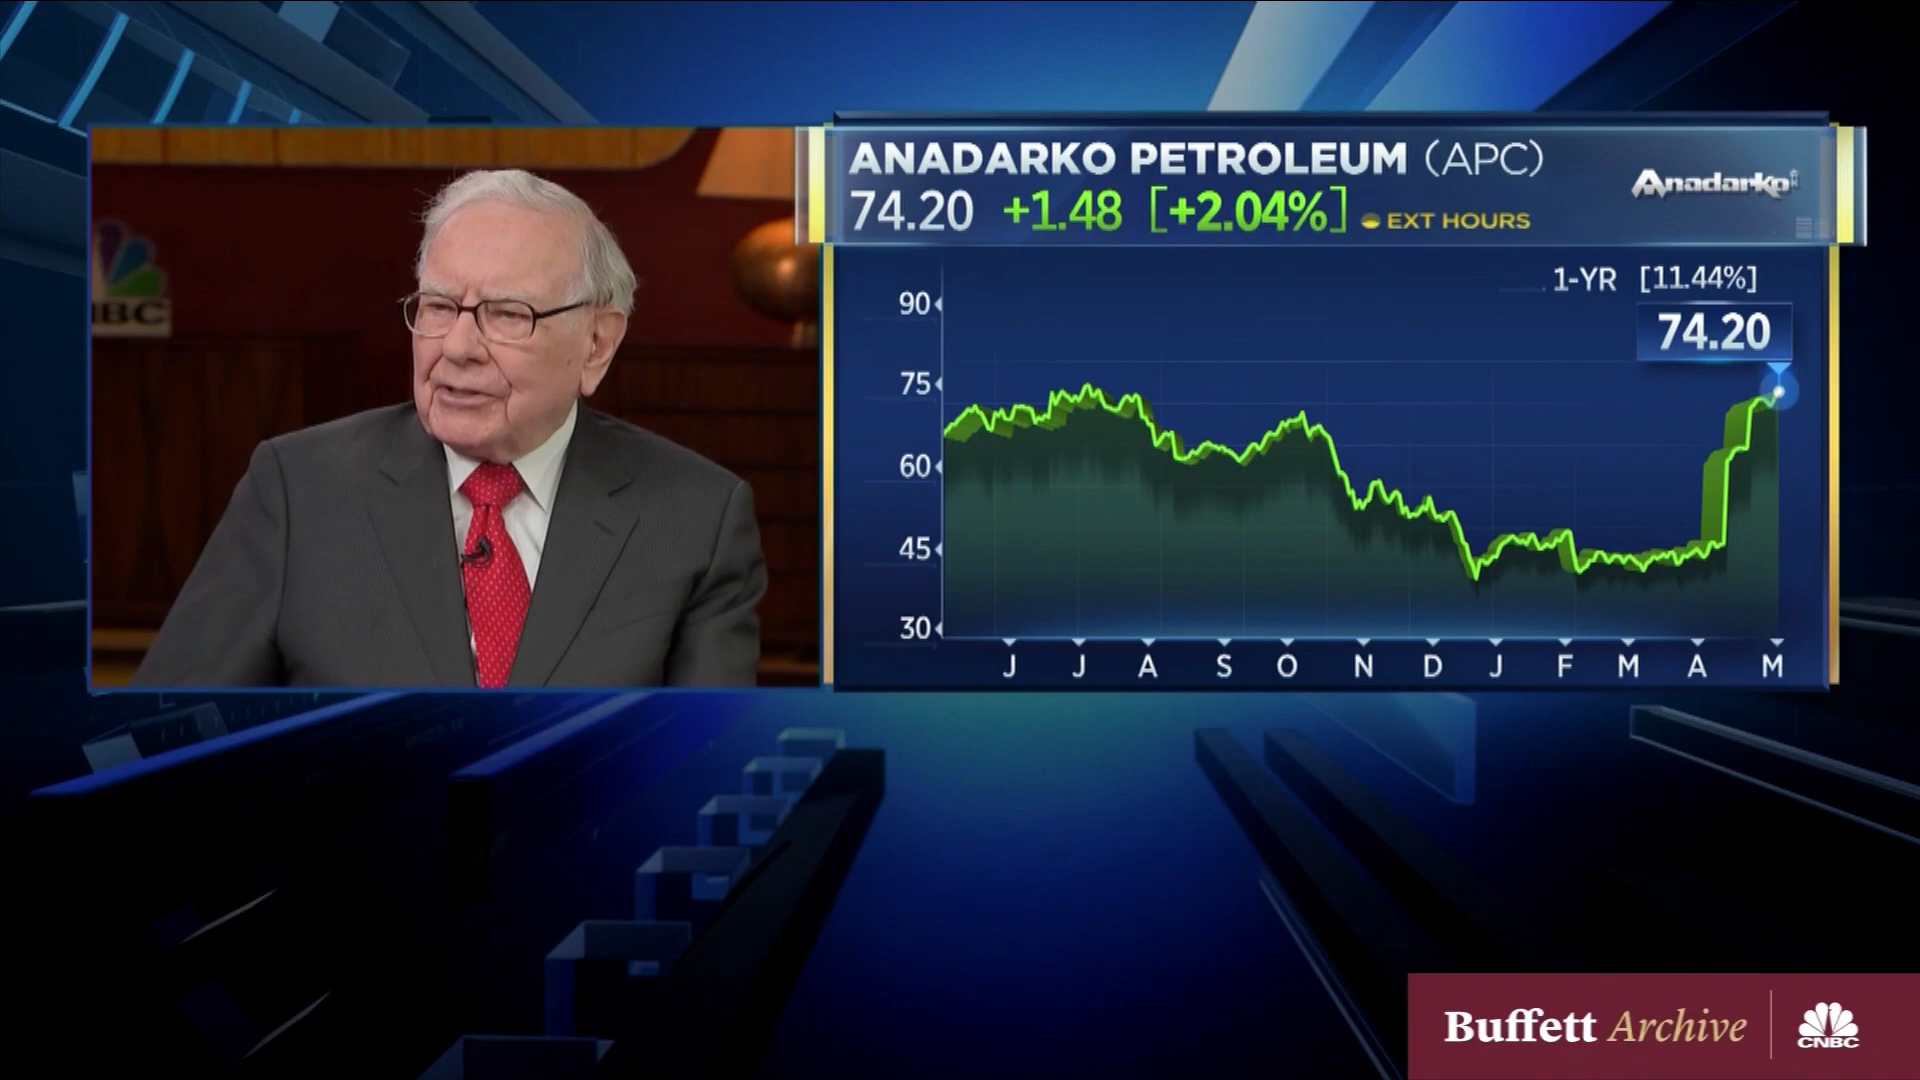 BC
ANADARKO PETROLEUM (APC)
74.20 +1.48 [+2.04%] EXT HOURS
Anadarko
1-YR [11.44%]
74.20
90
75
60
45
30
J J A S O N D J F M A M
Buffett Archive
CNBC